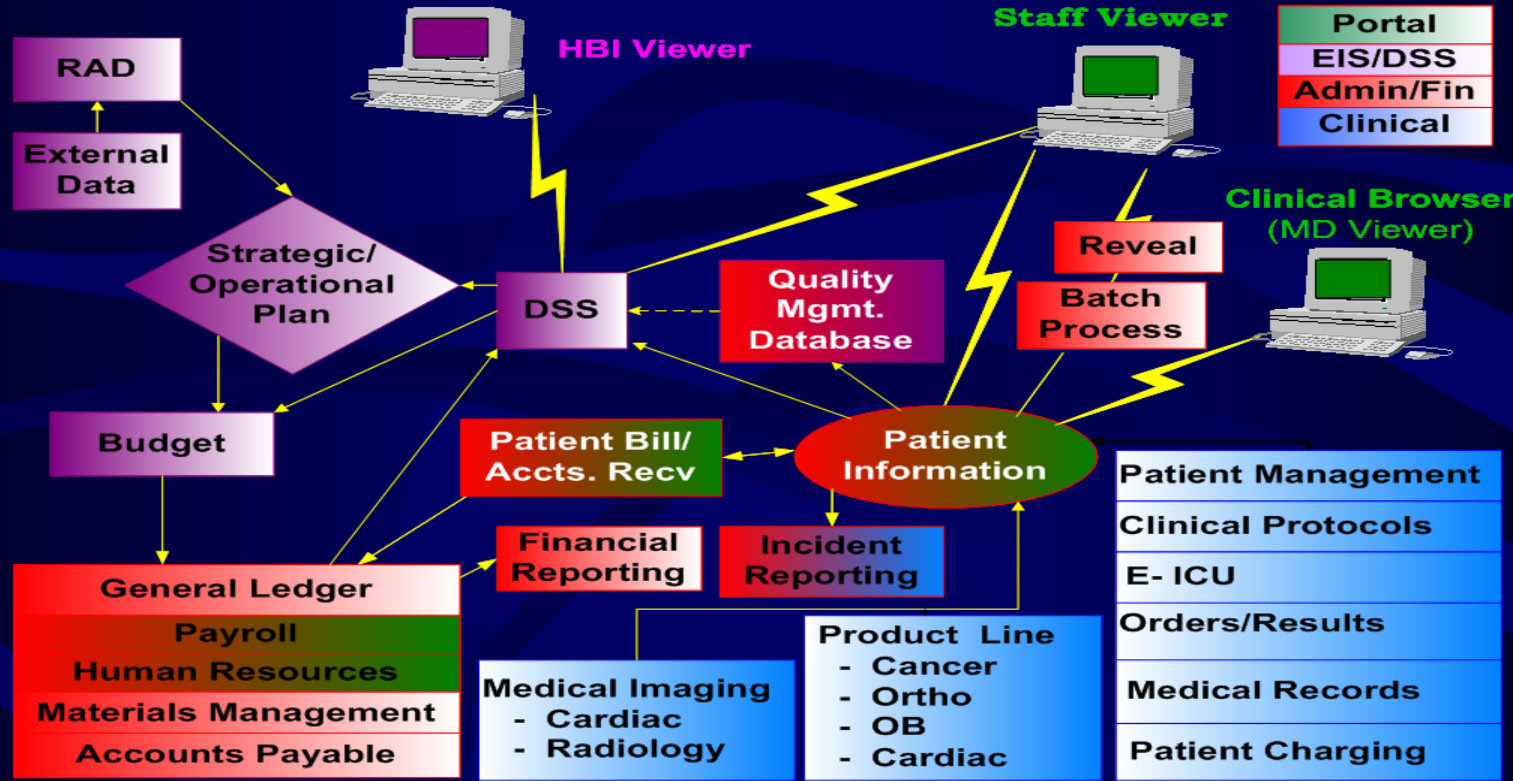 Staff Viewer
Portal
HBI Viewer
EIS/DSS
RAD
Admin/Fin
Clinical
External
Data
Clinical Browser
(MD Viewer)
Strategic/
Operational
Plan
DSS
Quality
Mgmt.
Database
Reveal
Batch
Process
Budget
Patient Bill/
Accts. Recv
Patient
Information
Patient Management
Clinical Protocols
E- ICU
Orders/Results
Medical Records
Patient Charging
Financial
Reporting
Incident
Reporting
General Ledger
Payroll
Human Resources
Materials Management
Accounts Payable
Medical Imaging
- Cardiac
- Radiology
Product Line
- Cancer
- Ortho
- OB
- Cardiac